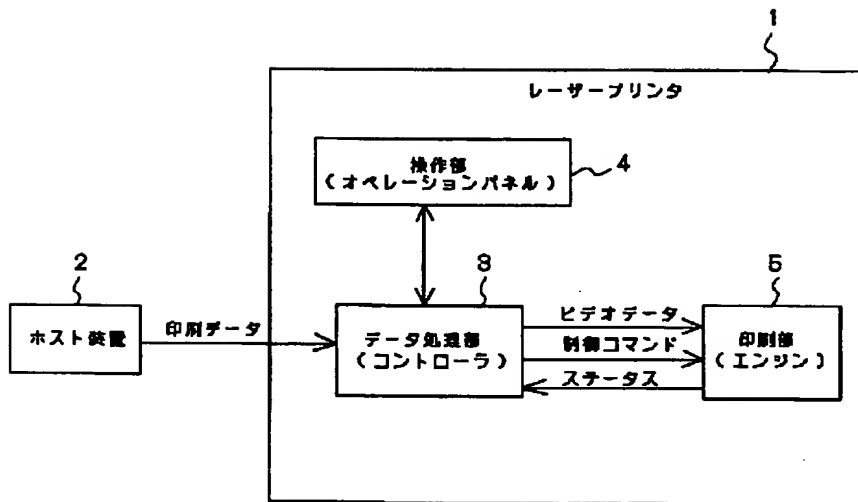 1
レーザープリンタ
操作部
(オペレーションパネル)
4
2
3
5
ホスト装置
印刷データ
データ処理部
(コントローラ)
ビデオデータ
制御コマンド
ステータス
印刷部
(エンジン)